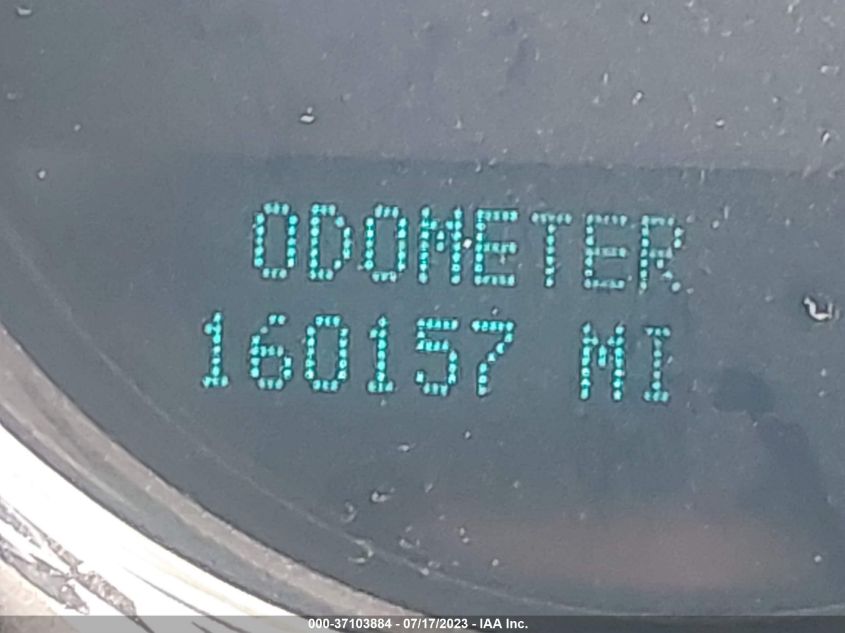 ODOMETER
160157 MI
000-37103884 - 07/17/2023 - IAA Inc.